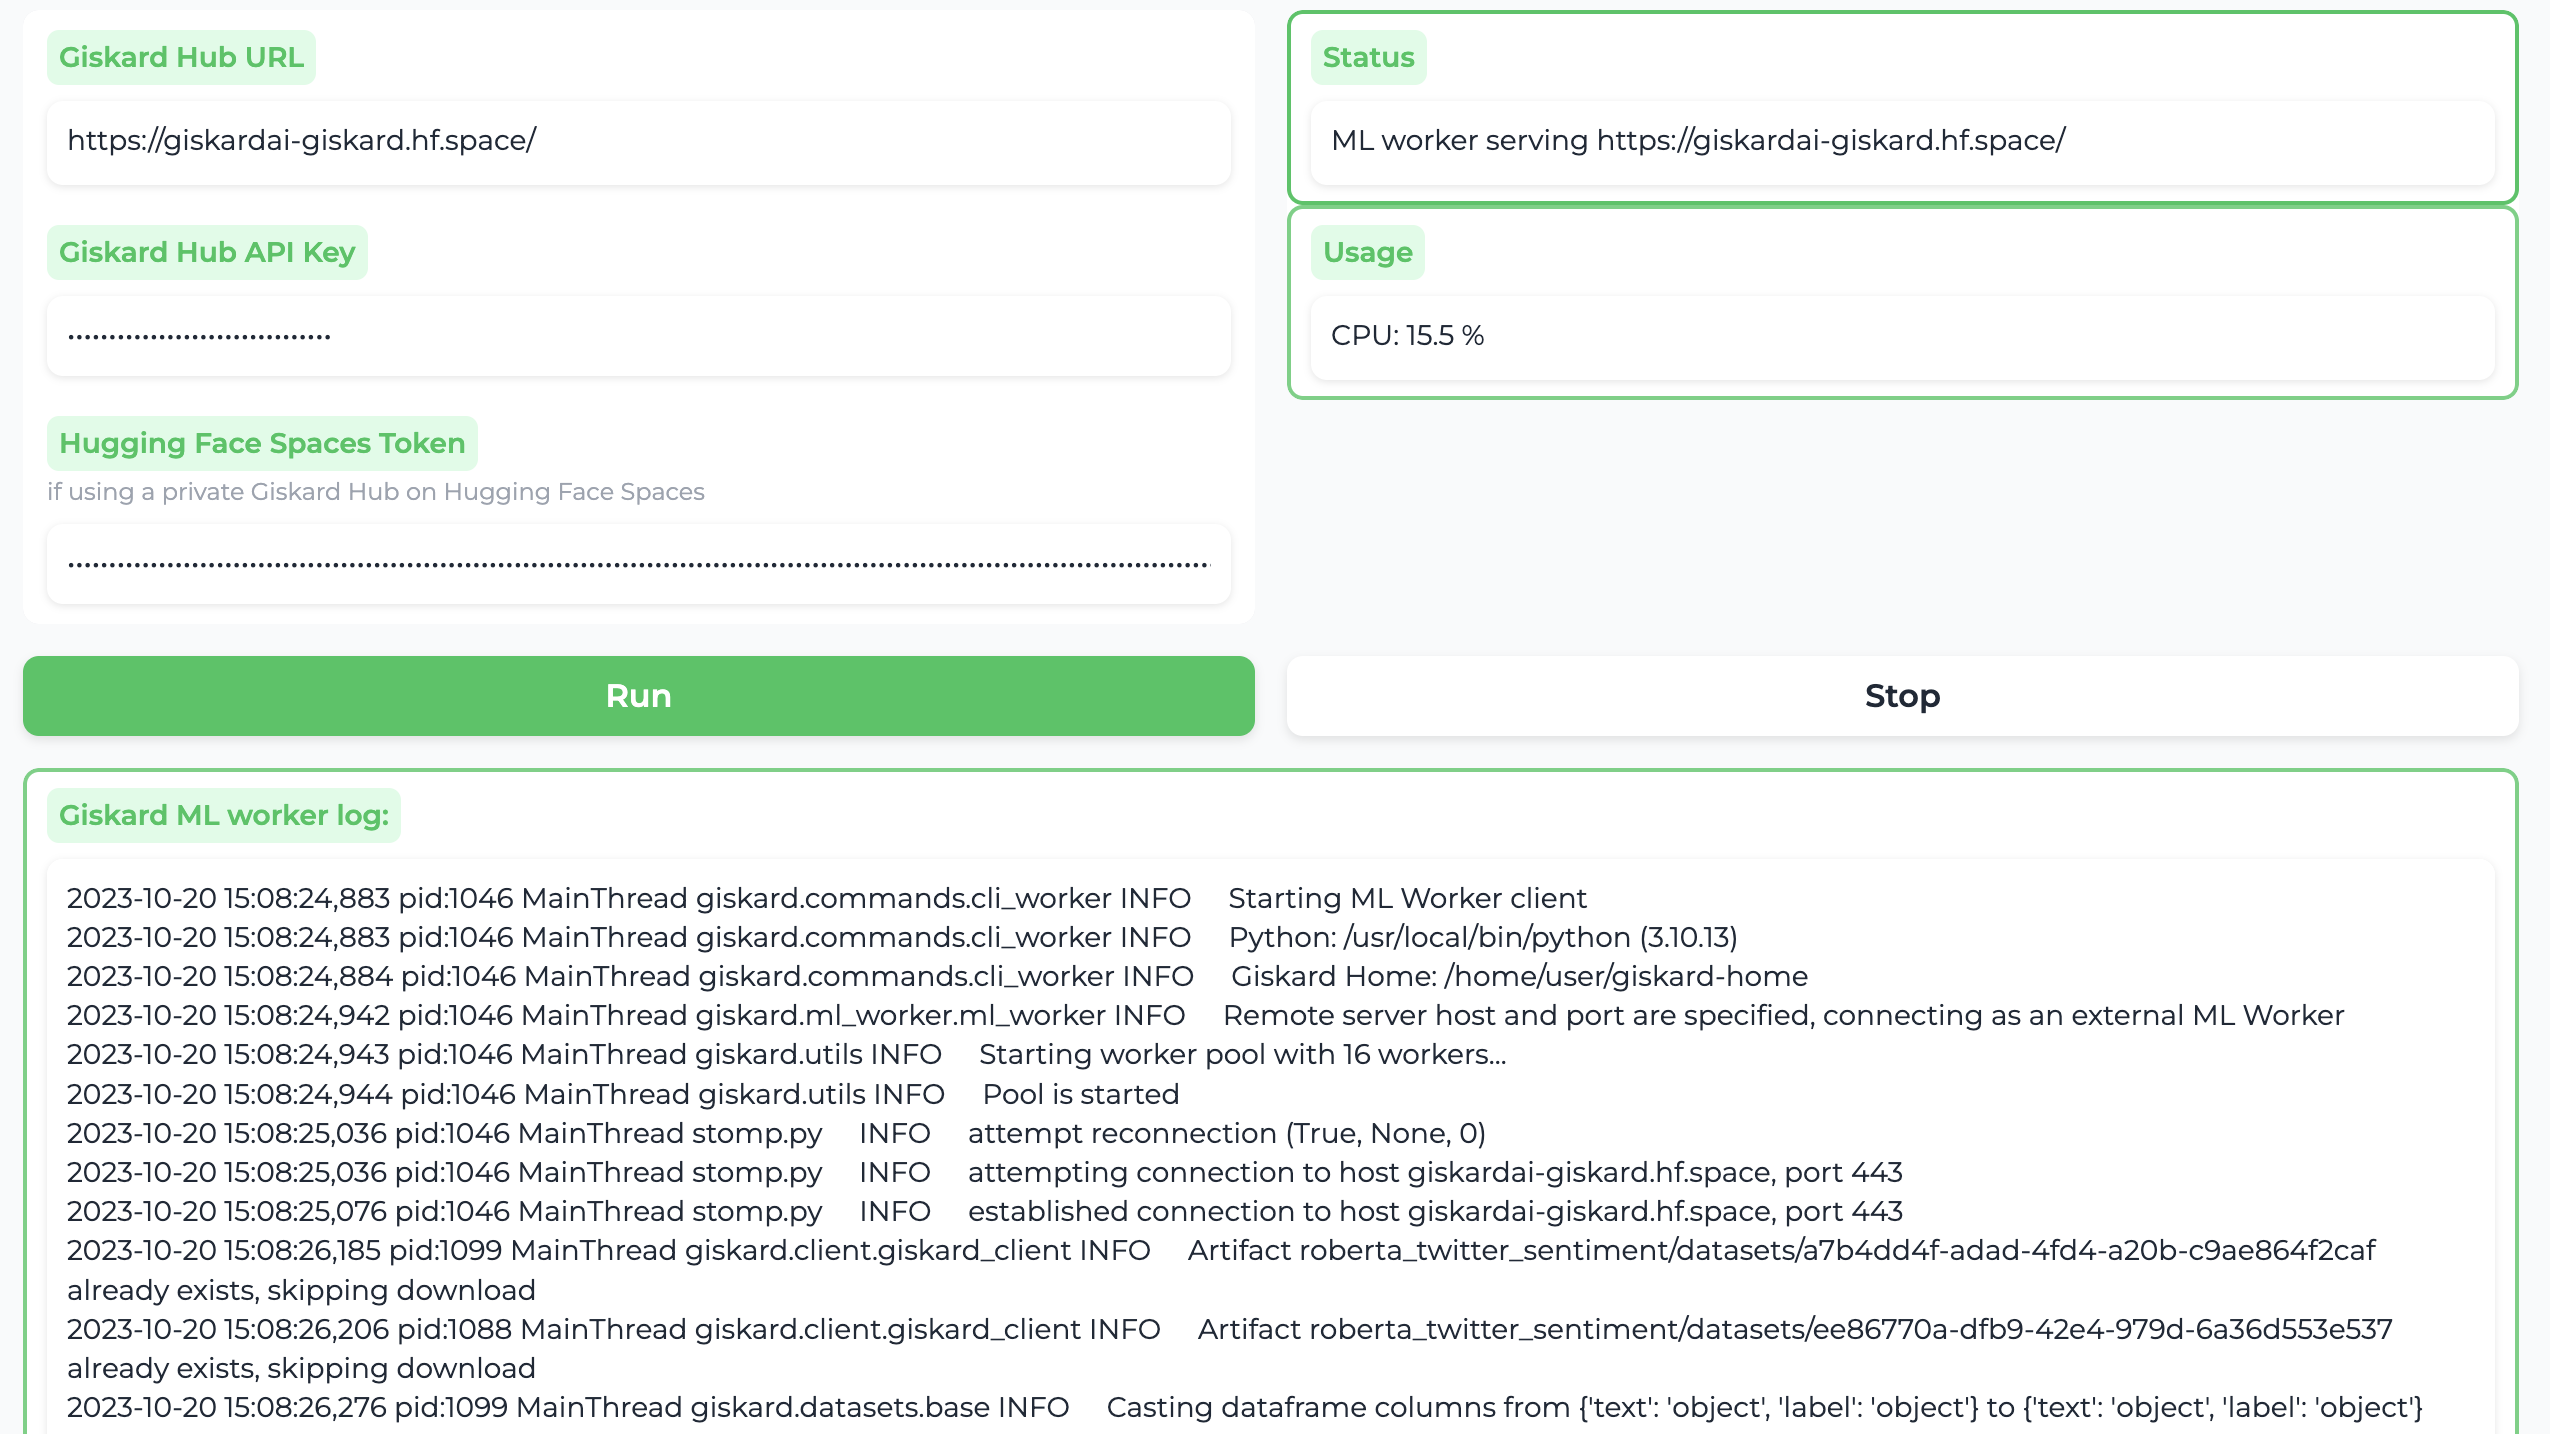 Giskard Hub URL
https://giskardai-giskard.hf.space/
Giskard Hub API Key
Hugging Face Spaces Token
if using a private Giskard Hub on Hugging Face Spaces
Status
ML worker serving https://giskardai-giskard.hf.space/
Usage
CPU: 15.5 %
Run
Stop
Giskard ML worker log:
2023-10-20 15:08:24,883 pid:1046 MainThread giskard.commands.cli_worker INFO     Starting ML Worker client
2023-10-20 15:08:24,883 pid:1046 MainThread giskard.commands.cli_worker INFO     Python: /usr/local/bin/python (3.10.13)
2023-10-20 15:08:24,884 pid:1046 MainThread giskard.commands.cli_worker INFO     Giskard Home: /home/user/giskard-home
2023-10-20 15:08:24,942 pid:1046 MainThread giskard.ml_worker.ml_worker INFO     Remote server host and port are specified, connecting as an external ML Worker
2023-10-20 15:08:24,943 pid:1046 MainThread giskard.utils INFO     Starting worker pool with 16 workers...
2023-10-20 15:08:24,944 pid:1046 MainThread giskard.utils INFO     Pool is started
2023-10-20 15:08:25,036 pid:1046 MainThread stomp.py     INFO     attempt reconnection (True, None, 0)
2023-10-20 15:08:25,036 pid:1046 MainThread stomp.py     INFO     attempting connection to host giskardai-giskard.hf.space, port 443
2023-10-20 15:08:25,076 pid:1046 MainThread stomp.py     INFO     established connection to host giskardai-giskard.hf.space, port 443
2023-10-20 15:08:26,185 pid:1099 MainThread giskard.client.giskard_client INFO     Artifact roberta_twitter_sentiment/datasets/a7b4dd4f-adad-4fd4-a20b-c9ae864f2caf
already exists, skipping download
2023-10-20 15:08:26,206 pid:1088 MainThread giskard.client.giskard_client INFO     Artifact roberta_twitter_sentiment/datasets/ee86770a-dfb9-42e4-979d-6a36d553e537
already exists, skipping download
2023-10-20 15:08:26,276 pid:1099 MainThread giskard.datasets.base INFO     Casting dataframe columns from {'text': 'object', 'label': 'object'} to {'text': 'object', 'label': 'object'}